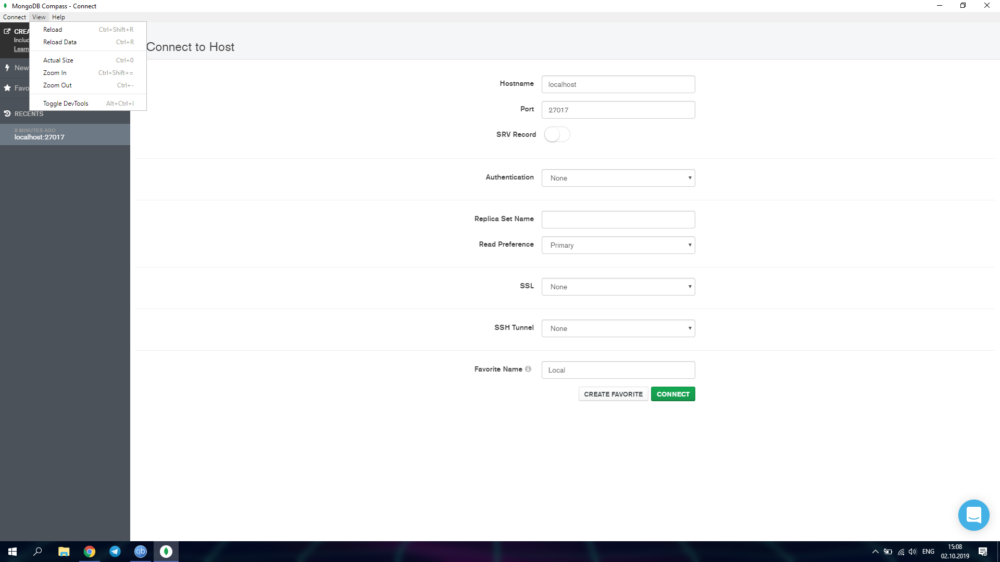 MongoDB Compass - Connect
Connect View Help
Reload Ctrl+Shift+R
Reload Data Ctrl+R
Actual Size Ctrl+0
Zoom In Ctrl+Shift+=
Zoom Out Ctrl+-
Toggle DevTools Alt+Ctrl+I
Learn
New
RECENTS
8 MINUTES AGO
localhost:27017
Connect to Host
Hostname localhost
Port 27017
SRV Record
Authentication None
Replica Set Name
Read Preference Primary
SSL None
SSH Tunnel None
Favorite Name Local
CREATE FAVORITE CONNECT
qb
ENG
15:08
02.10.2019